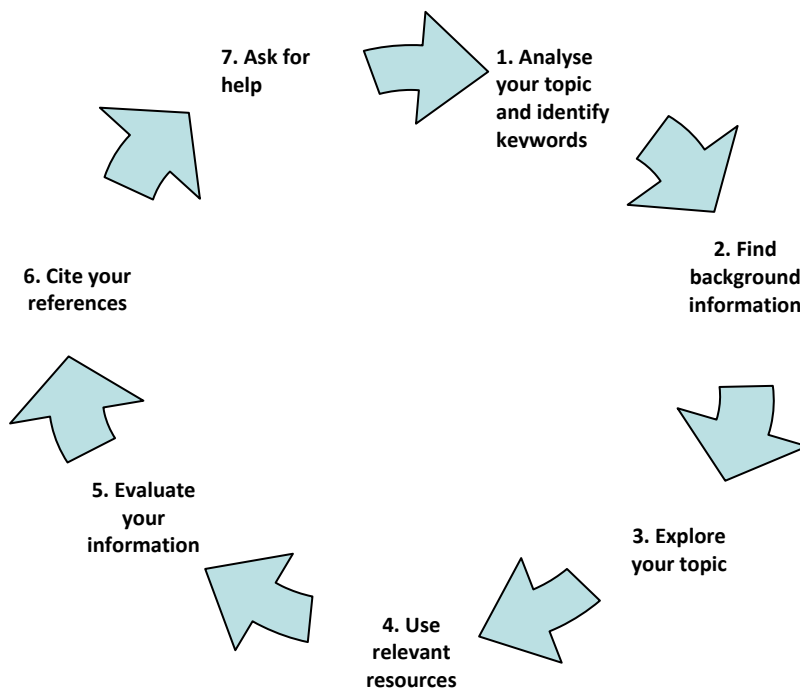 7. Ask for
help
1. Analyse
your topic
and identify
keywords
2. Find
background
information
3. Explore
your topic
4. Use
relevant
resources
5. Evaluate
your
information
6. Cite your
references